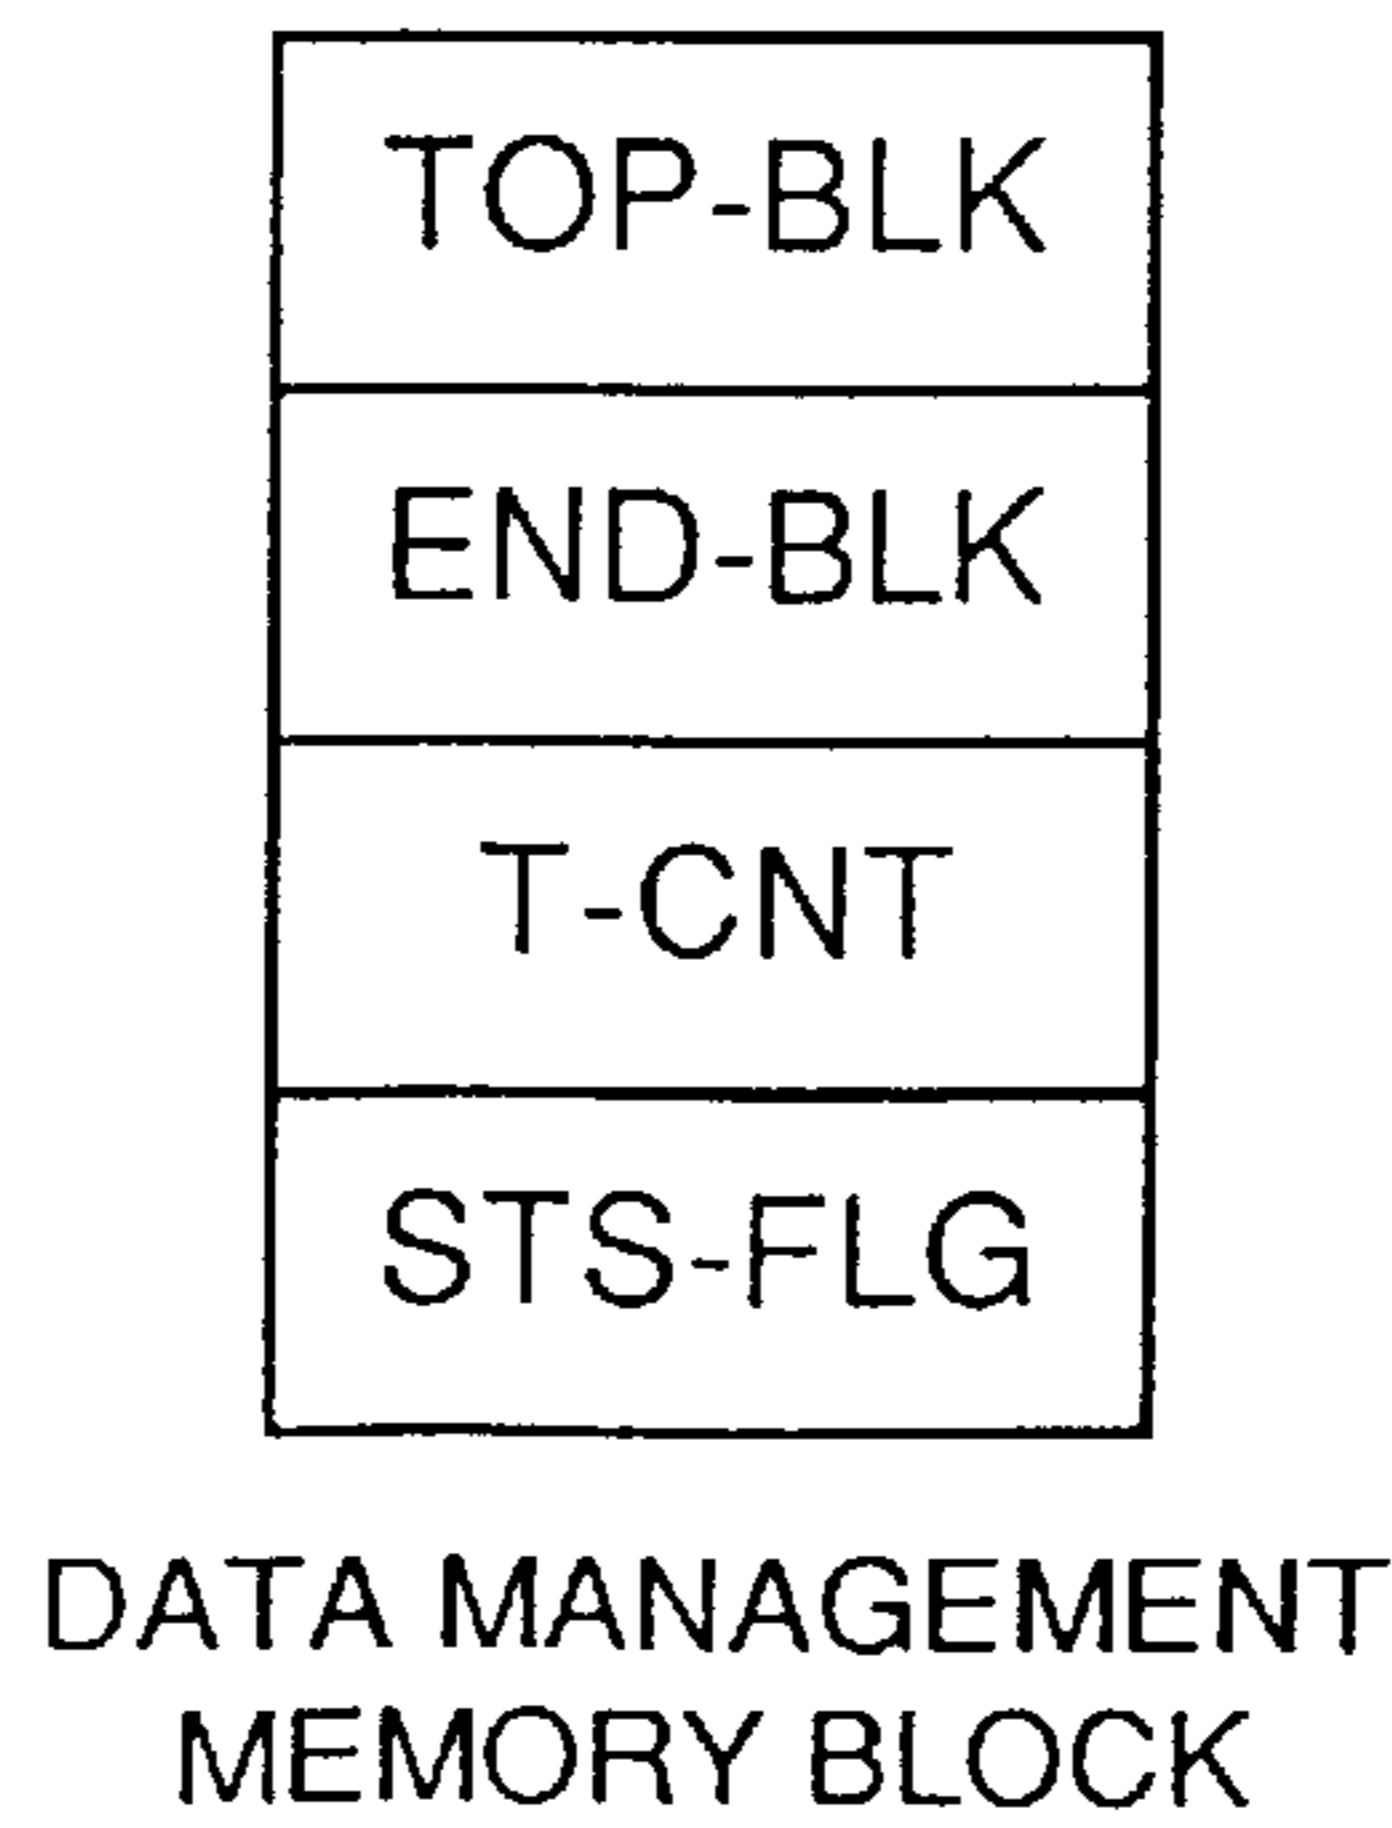 TOP-BLK
END-BLK
T-CNT
STS-FLG
DATA MANAGEMENT
MEMORY BLOCK